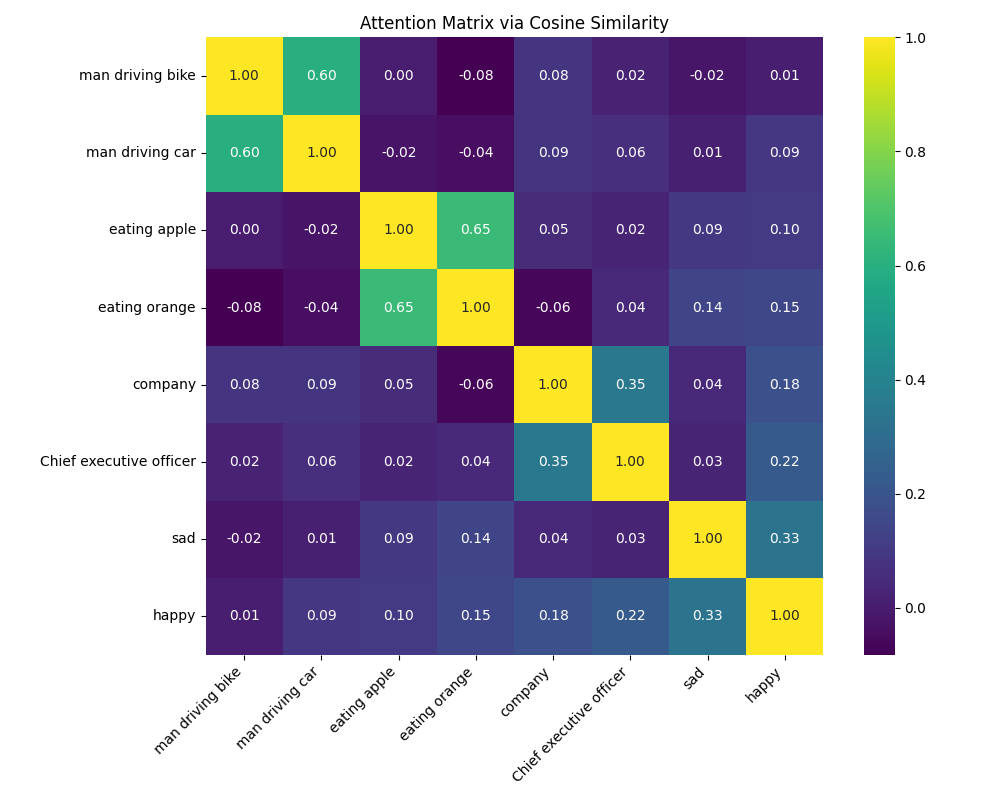 Attention Matrix via Cosine Similarity
man driving bike 1.00 0.60 0.00 -0.08 0.08 0.02 -0.02 0.01
man driving car 0.60 1.00 -0.02 -0.04 0.09 0.06 0.01 0.09
eating apple 0.00 -0.02 1.00 0.65 0.05 0.02 0.09 0.10
eating orange -0.08 -0.04 0.65 1.00 -0.06 0.04 0.14 0.15
company 0.08 0.09 0.05 -0.06 1.00 0.35 0.04 0.18
Chief executive officer 0.02 0.06 0.02 0.04 0.35 1.00 0.03 0.22
sad -0.02 0.01 0.09 0.14 0.04 0.03 1.00 0.33
happy 0.01 0.09 0.10 0.15 0.18 0.22 0.33 1.00
man driving bike
man driving car
eating apple
eating orange
company
Chief executive officer
sad
happy
1.0
0.8
0.6
0.4
0.2
0.0